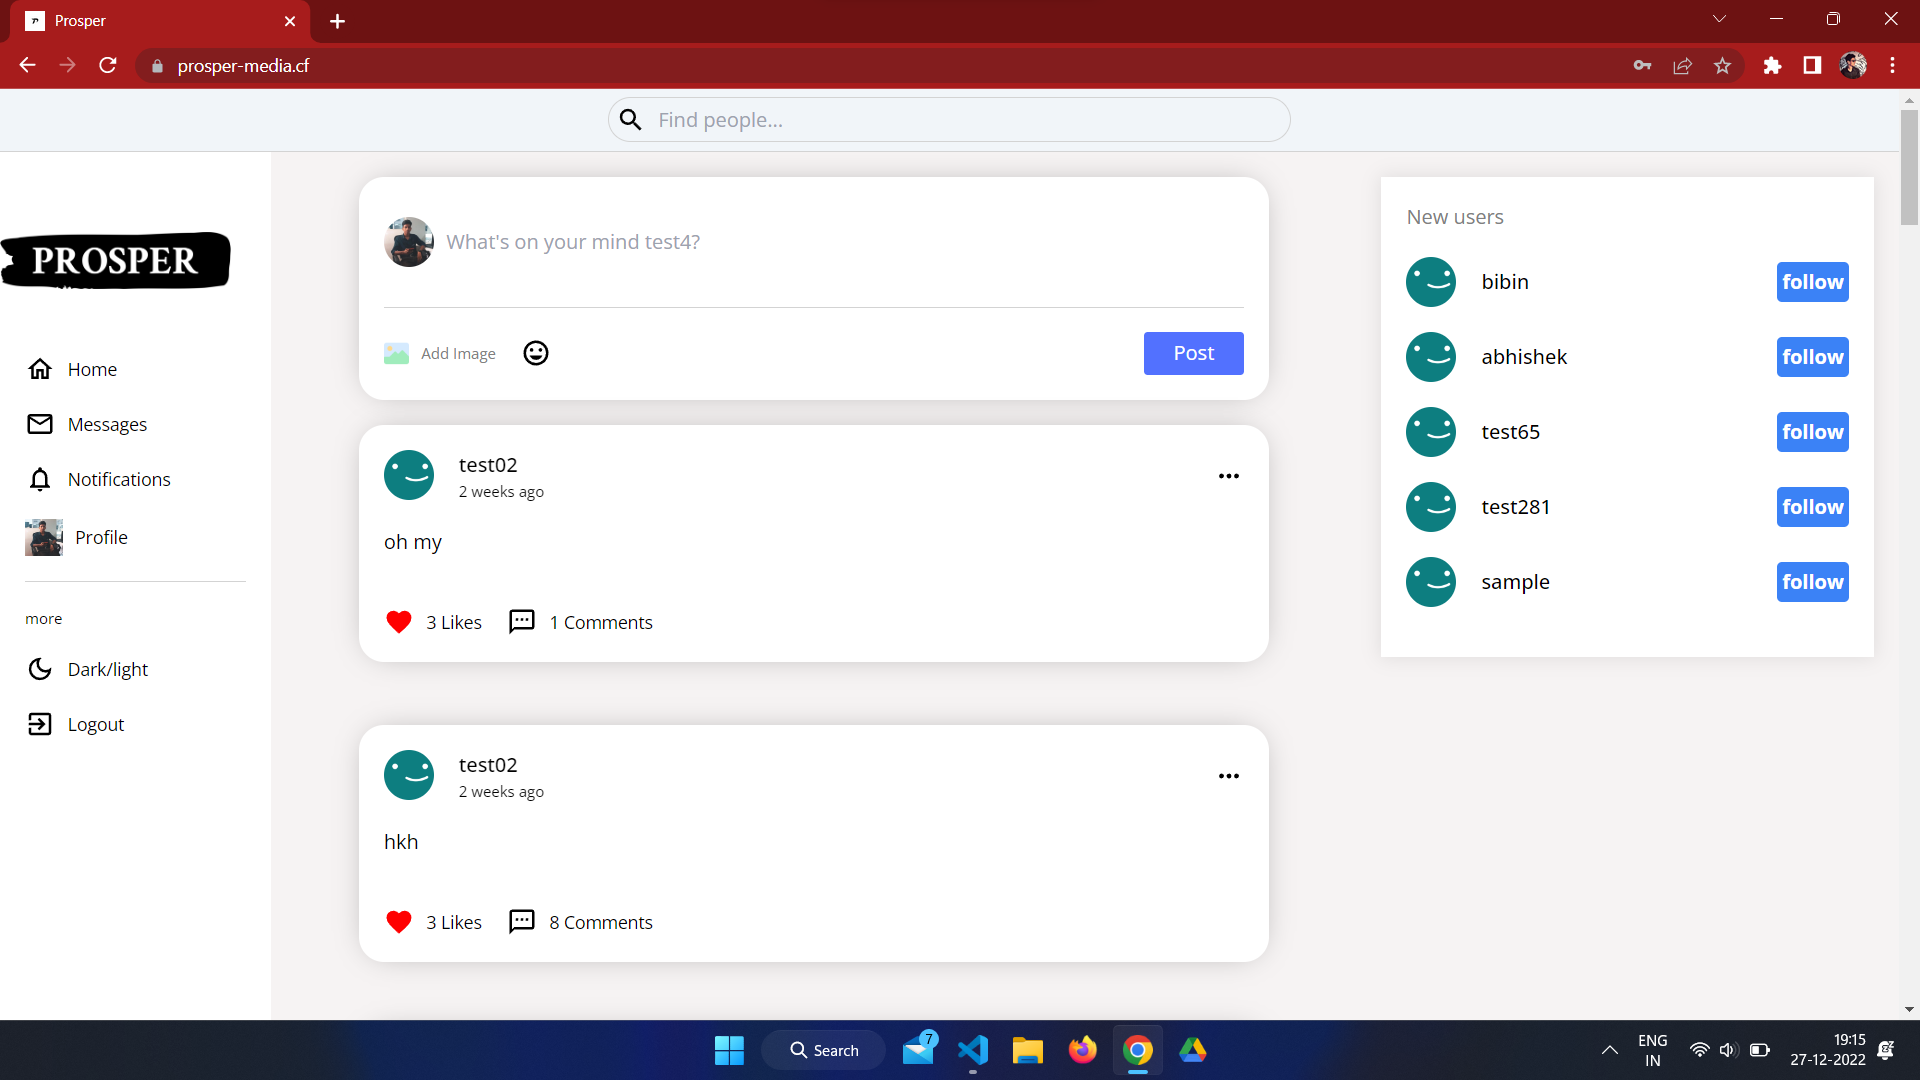 Prosper
prosper-media.cf
Find people...
PROSPER
Home
Messages
Notifications
Profile
more
Dark/light
Logout
What's on your mind test4?
Add Image
Post
test02
2 weeks ago
oh my
3 Likes
1 Comments
test02
2 weeks ago
hkh
3 Likes
8 Comments
New users
bibin
follow
abhishek
follow
test65
follow
test281
follow
sample
follow
Search
7
ENG
IN
19:15
27-12-2022